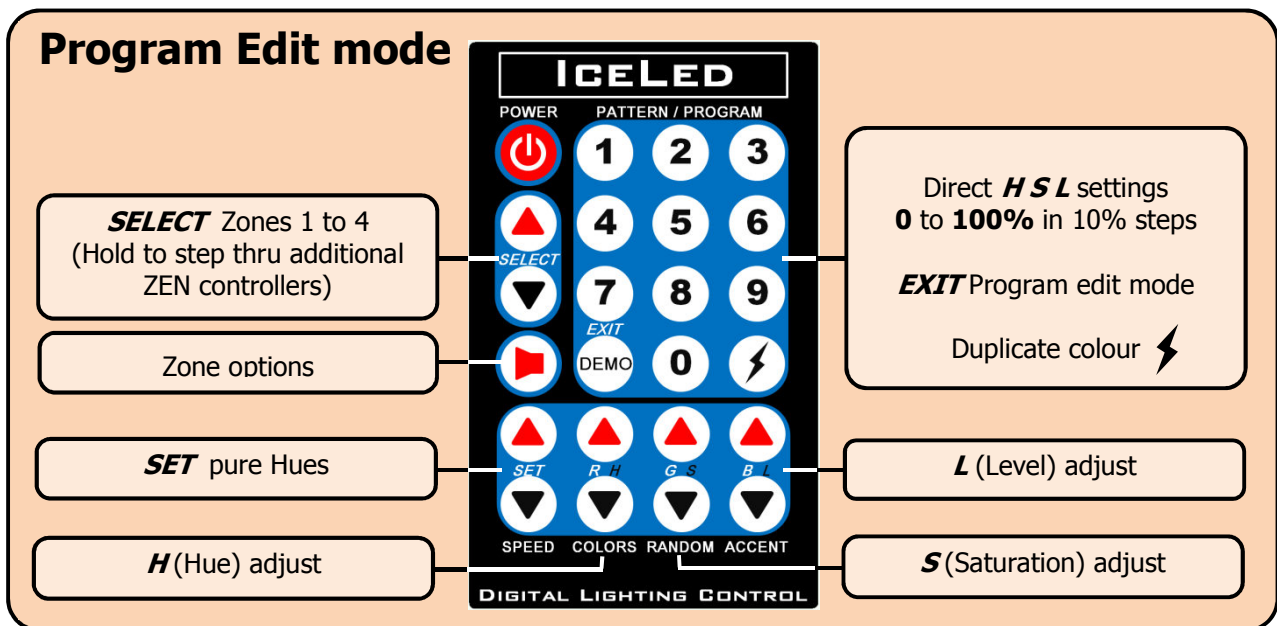 Program Edit mode
ICELED
POWER PATTERN / PROGRAM
1 2 3
SELECT Zones 1 to 4
(Hold to step thru additional
ZEN controllers)
4 5 6
SELECT
7 8 9
EXIT
DEMO 0
Direct H S L settings
0 to 100% in 10% steps
EXIT Program edit mode
Duplicate colour
Zone options
SET pure Hues
SET R H G S B L
L (Level) adjust
SPEED COLORS RANDOM ACCENT
H (Hue) adjust
S (Saturation) adjust
DIGITAL LIGHTING CONTROL